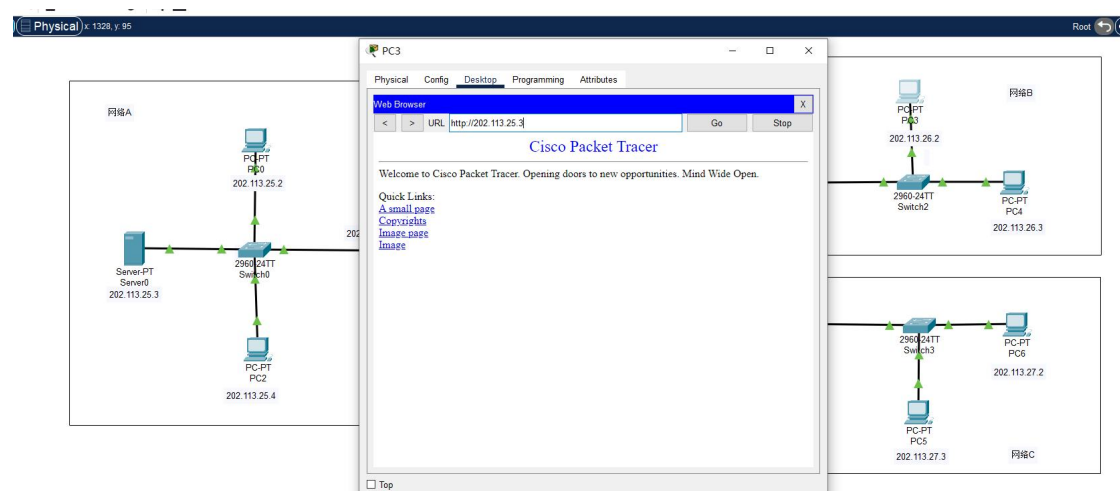 Physical x: 1328, y: 95
Root
PC3
Physical Config Desktop Programming Attributes
Web Browser
X
< > URL http://202.113.25.3 Go Stop
Cisco Packet Tracer
Welcome to Cisco Packet Tracer. Opening doors to new opportunities. Mind Wide Open.
Quick Links:
A small page
Copyrights
Image page
Image
Top
网络A
PC-PT
PC0
202.113.25.2
Server-PT
Server0
202.113.25.3
2960-24TT
Switch0
202
PC-PT
PC2
202.113.25.4
网络B
PC-PT
PC3
202.113.26.2
2960-24TT
Switch2
PC-PT
PC4
202.113.26.3
2960-24TT
Switch3
PC-PT
PC6
202.113.27.2
PC-PT
PC5
202.113.27.3
网络C